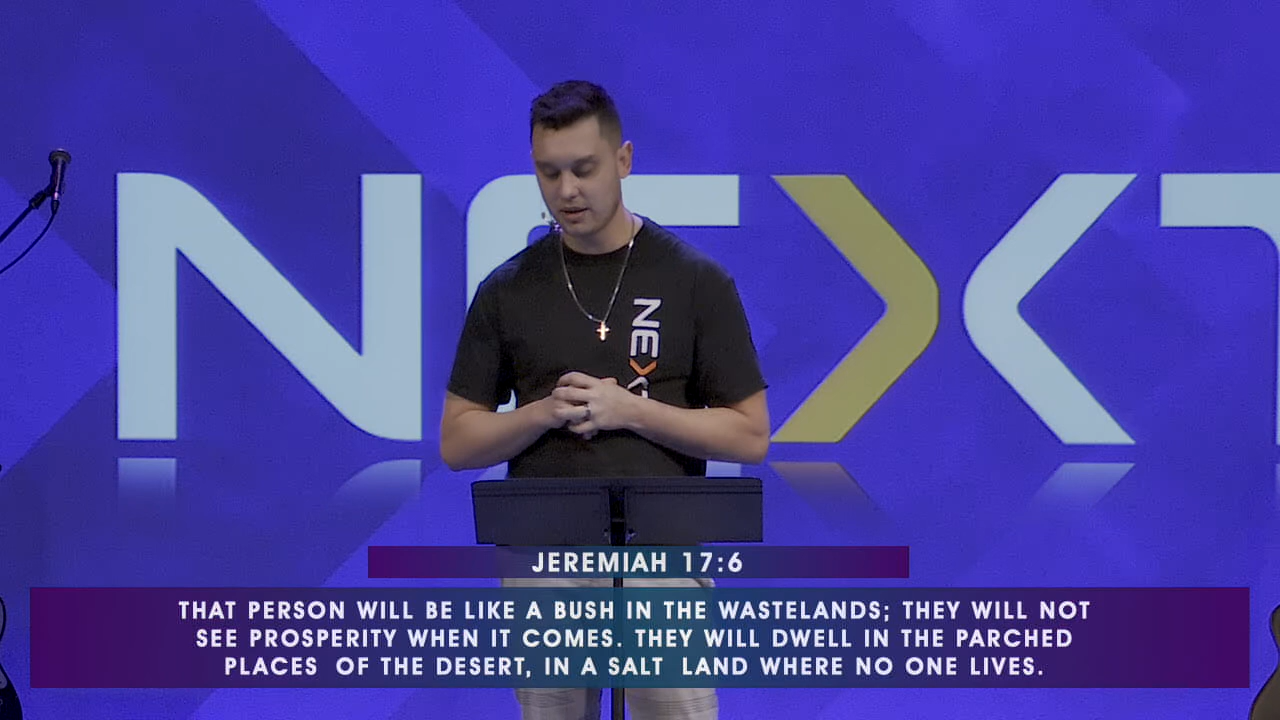 NEXT
NEXT
JEREMIAH 17:6
THAT PERSON WILL BE LIKE A BUSH IN THE WASTELANDS; THEY WILL NOT
SEE PROSPERITY WHEN IT COMES. THEY WILL DWELL IN THE PARCHED
PLACES OF THE DESERT, IN A SALT LAND WHERE NO ONE LIVES.